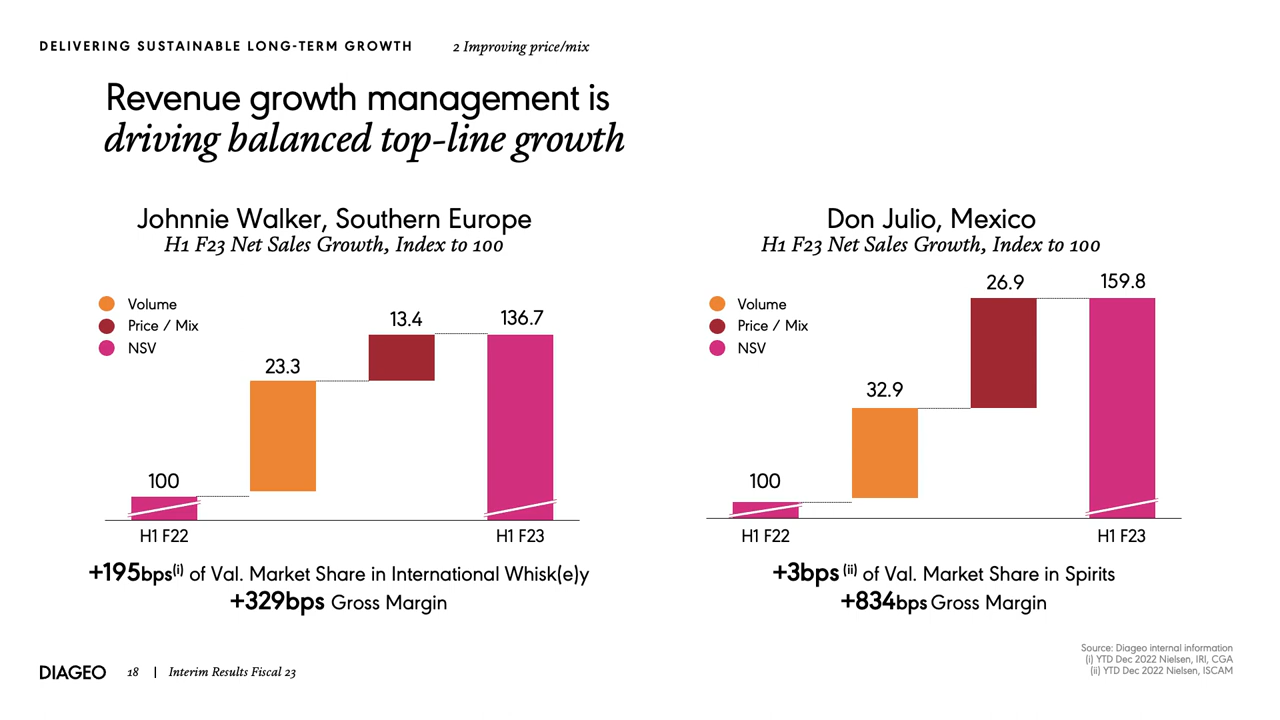 DELIVERING SUSTAINABLE LONG-TERM GROWTH 2 Improving price/mix
Revenue growth management is
driving balanced top-line growth
Johnnie Walker, Southern Europe
H1 F23 Net Sales Growth, Index to 100
Volume
Price / Mix
NSV
100
23.3
13.4
136.7
H1 F22
H1 F23
+195bps(i) of Val. Market Share in International Whisk(e)y
+329bps Gross Margin
Don Julio, Mexico
H1 F23 Net Sales Growth, Index to 100
Volume
Price / Mix
NSV
100
32.9
26.9
159.8
H1 F22
H1 F23
+3bps (ii) of Val. Market Share in Spirits
+834bps Gross Margin
DIAGEO 18 | Interim Results Fiscal 23
Source: Diageo internal information
(i) YTD Dec 2022 Nielsen, IRI, CGA
(ii) YTD Dec 2022 Nielsen, ISCAM